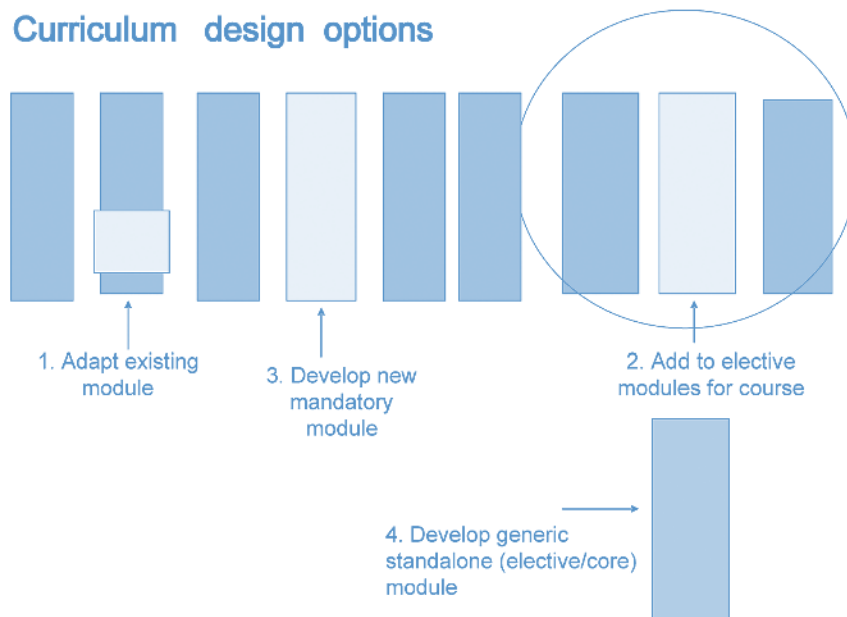 Curriculum design options
1. Adapt existing
module
3. Develop new
mandatory
module
2. Add to elective
modules for course
4. Develop generic
standalone (elective/core)
module